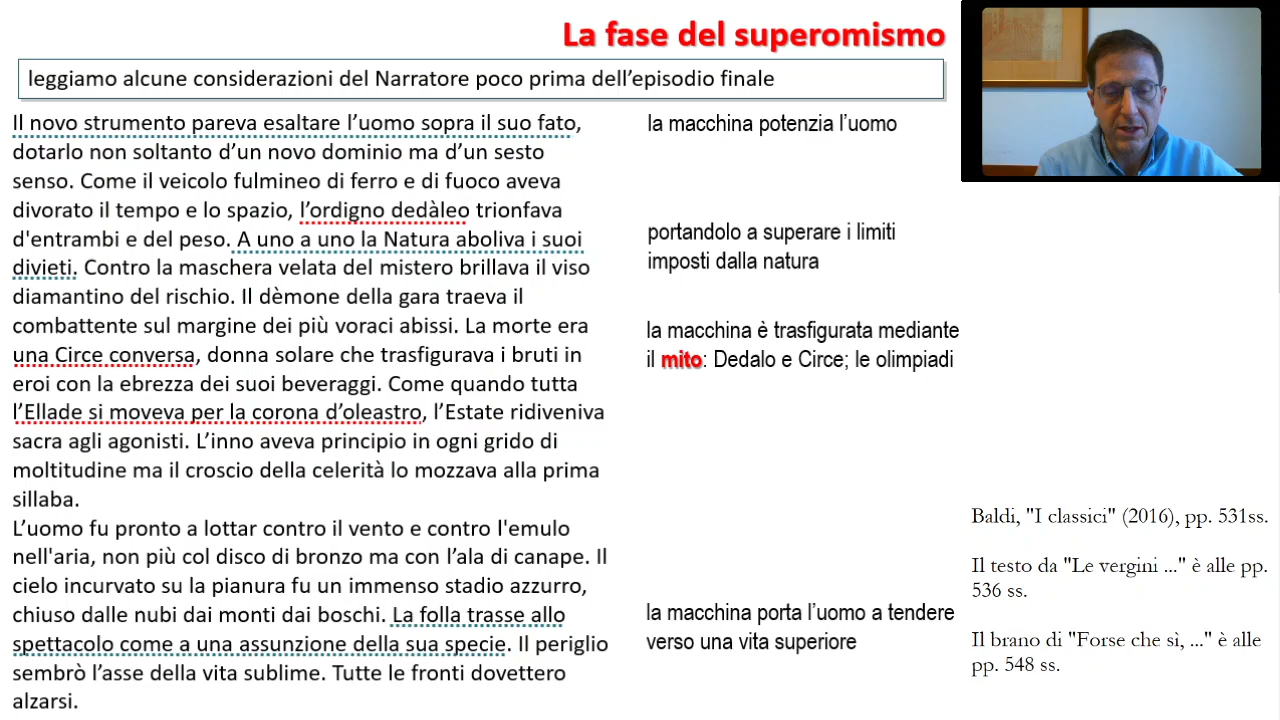 La fase del superomismo
leggiamo alcune considerazioni del Narratore poco prima dell’episodio finale
Il novo strumento pareva esaltare l’uomo sopra il suo fato,
dotarlo non soltanto d’un novo dominio ma d’un sesto
senso. Come il veicolo fulmineo di ferro e di fuoco aveva
divorato il tempo e lo spazio, l’ordigno dedàleo trionfava
d'entrambi e del peso. A uno a uno la Natura aboliva i suoi
divieti. Contro la maschera velata del mistero brillava il viso
diamantino del rischio. Il dèmone della gara traeva il
combattente sul margine dei più voraci abissi. La morte era
una Circe conversa, donna solare che trasfigurava i bruti in
eroi con la ebrezza dei suoi beveraggi. Come quando tutta
l’Ellade si moveva per la corona d’oleastro, l’Estate ridiveniva
sacra agli agonisti. L’inno aveva principio in ogni grido di
moltitudine ma il croscio della celerità lo mozzava alla prima
sillaba.
L’uomo fu pronto a lottar contro il vento e contro l'emulo
nell'aria, non più col disco di bronzo ma con l’ala di canape. Il
cielo incurvato su la pianura fu un immenso stadio azzurro,
chiuso dalle nubi dai monti dai boschi. La folla trasse allo
spettacolo come a una assunzione della sua specie. Il periglio
sembrò l’asse della vita sublime. Tutte le fronti dovettero
alzarsi.
la macchina potenzia l’uomo
portandolo a superare i limiti
imposti dalla natura
la macchina è trasfigurata mediante
il mito: Dedalo e Circe; le olimpiadi
la macchina porta l’uomo a tendere
verso una vita superiore
Baldi, "I classici" (2016), pp. 531ss.
Il testo da "Le vergini ..." è alle pp.
536 ss.
Il brano di "Forse che sì, ..." è alle
pp. 548 ss.